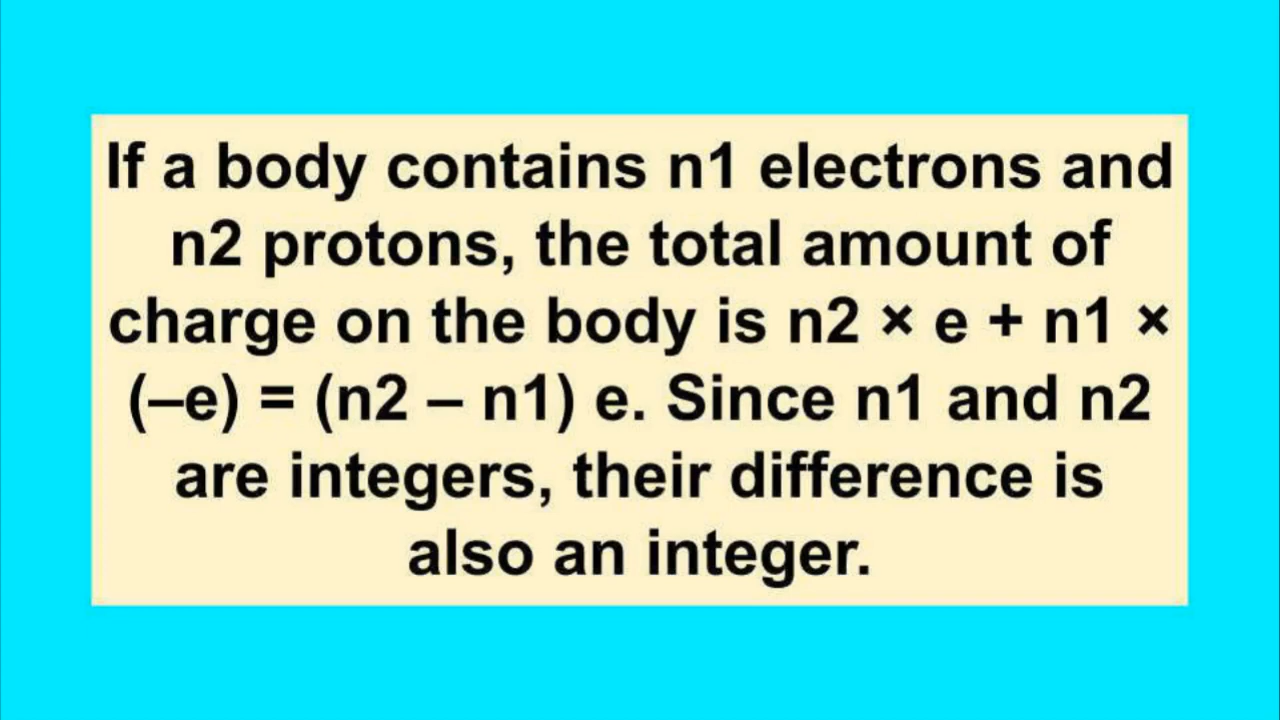 If a body contains n1 electrons and
n2 protons, the total amount of
charge on the body is n2 × e + n1 ×
(–e) = (n2 – n1) e. Since n1 and n2
are integers, their difference is
also an integer.